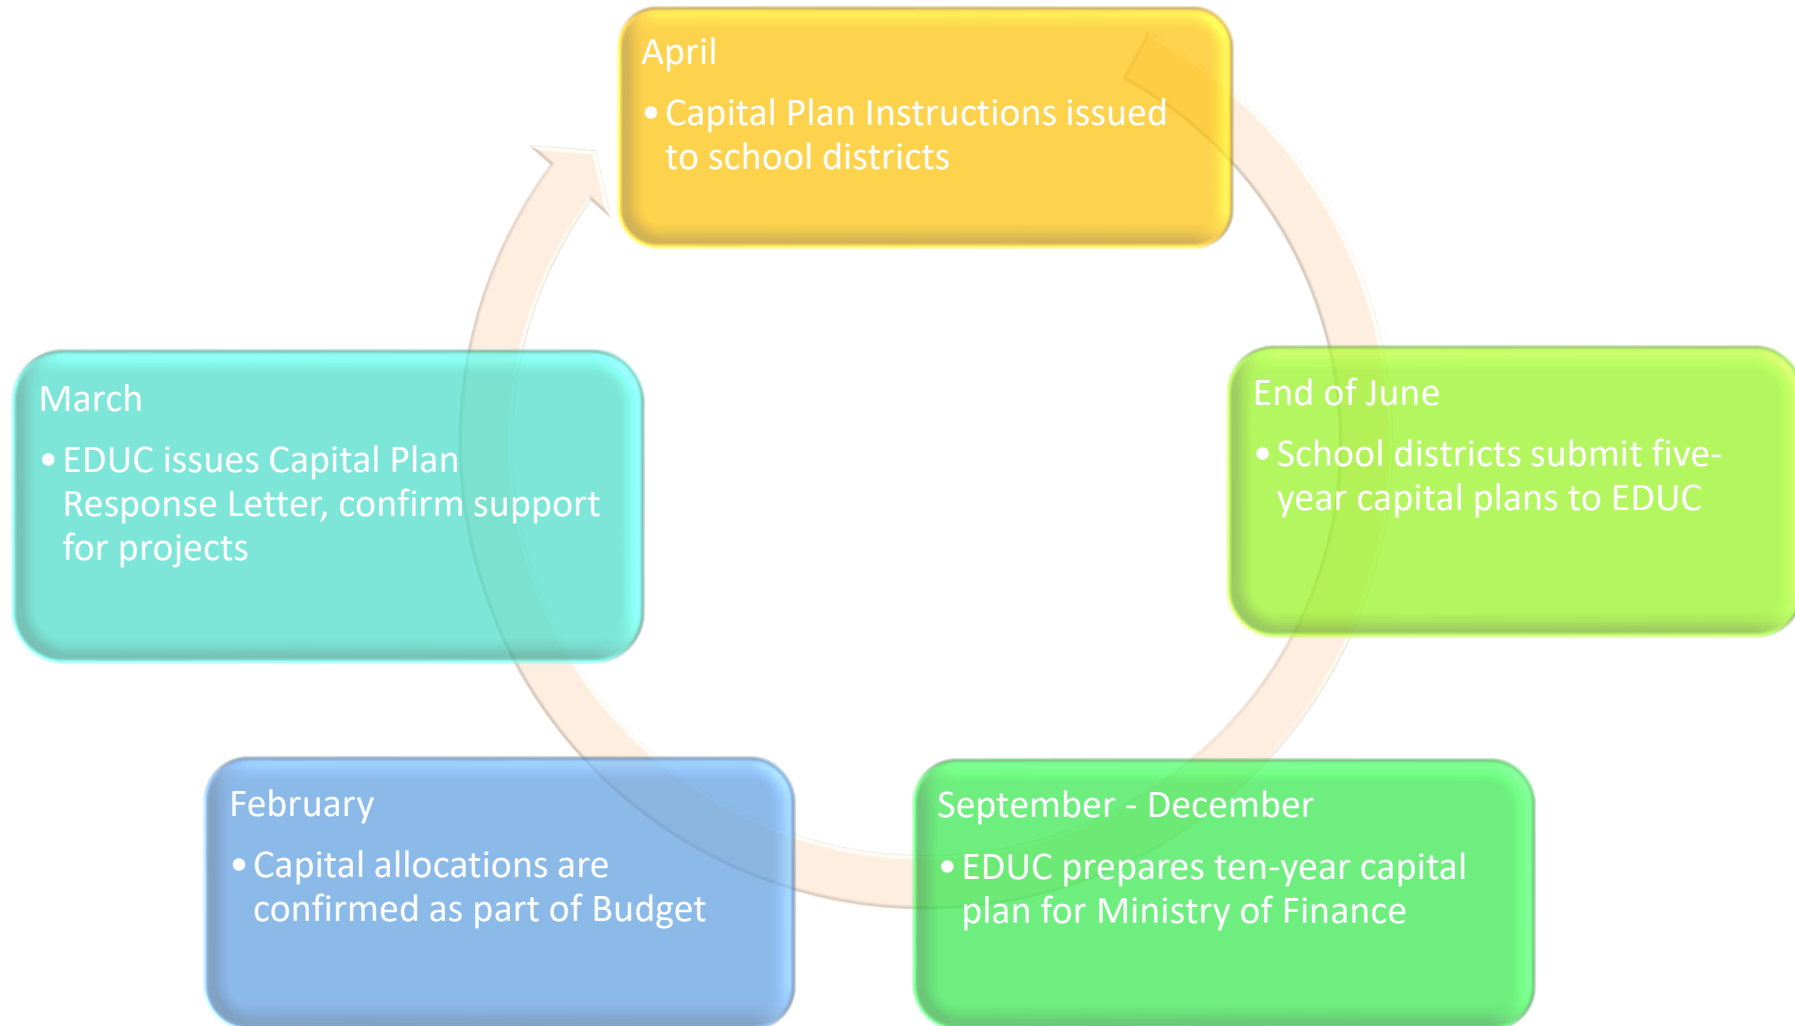 April
• Capital Plan Instructions issued
to school districts
End of June
• School districts submit five-
year capital plans to EDUC
September - December
• EDUC prepares ten-year capital
plan for Ministry of Finance
February
• Capital allocations are
confirmed as part of Budget
March
• EDUC issues Capital Plan
Response Letter, confirm support
for projects